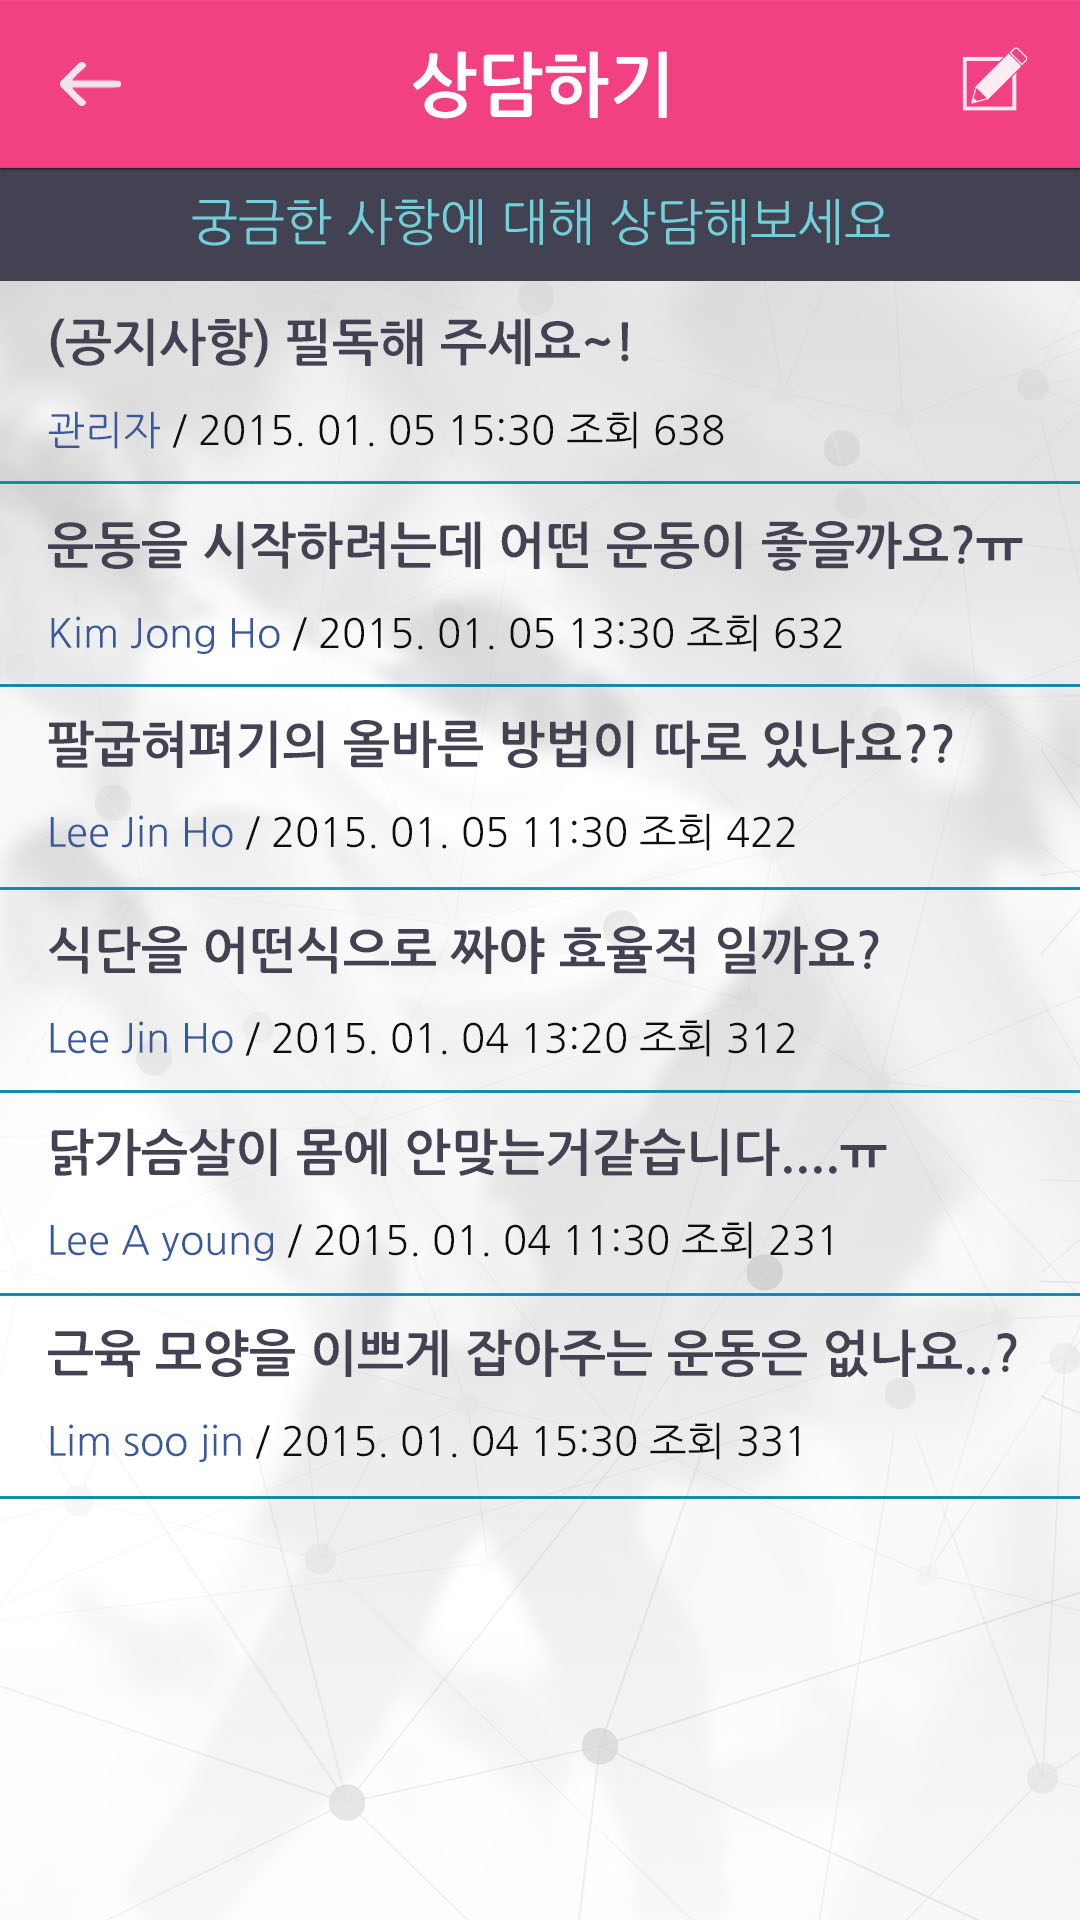 상담하기
궁금한 사항에 대해 상담해보세요
(공지사항) 필독해 주세요~!
관리자 / 2015. 01. 05 15:30 조회 638
운동을 시작하려는데 어떤 운동이 좋을까요?ㅠ
Kim Jong Ho / 2015. 01. 05 13:30 조회 632
팔굽혀펴기의 올바른 방법이 따로 있나요??
Lee Jin Ho / 2015. 01. 05 11:30 조회 422
식단을 어떤식으로 짜야 효율적 일까요?
Lee Jin Ho / 2015. 01. 04 13:20 조회 312
닭가슴살이 몸에 안맞는거같습니다....ㅠ
Lee A young / 2015. 01. 04 11:30 조회 231
근육 모양을 이쁘게 잡아주는 운동은 없나요..?
Lim soo jin / 2015. 01. 04 15:30 조회 331